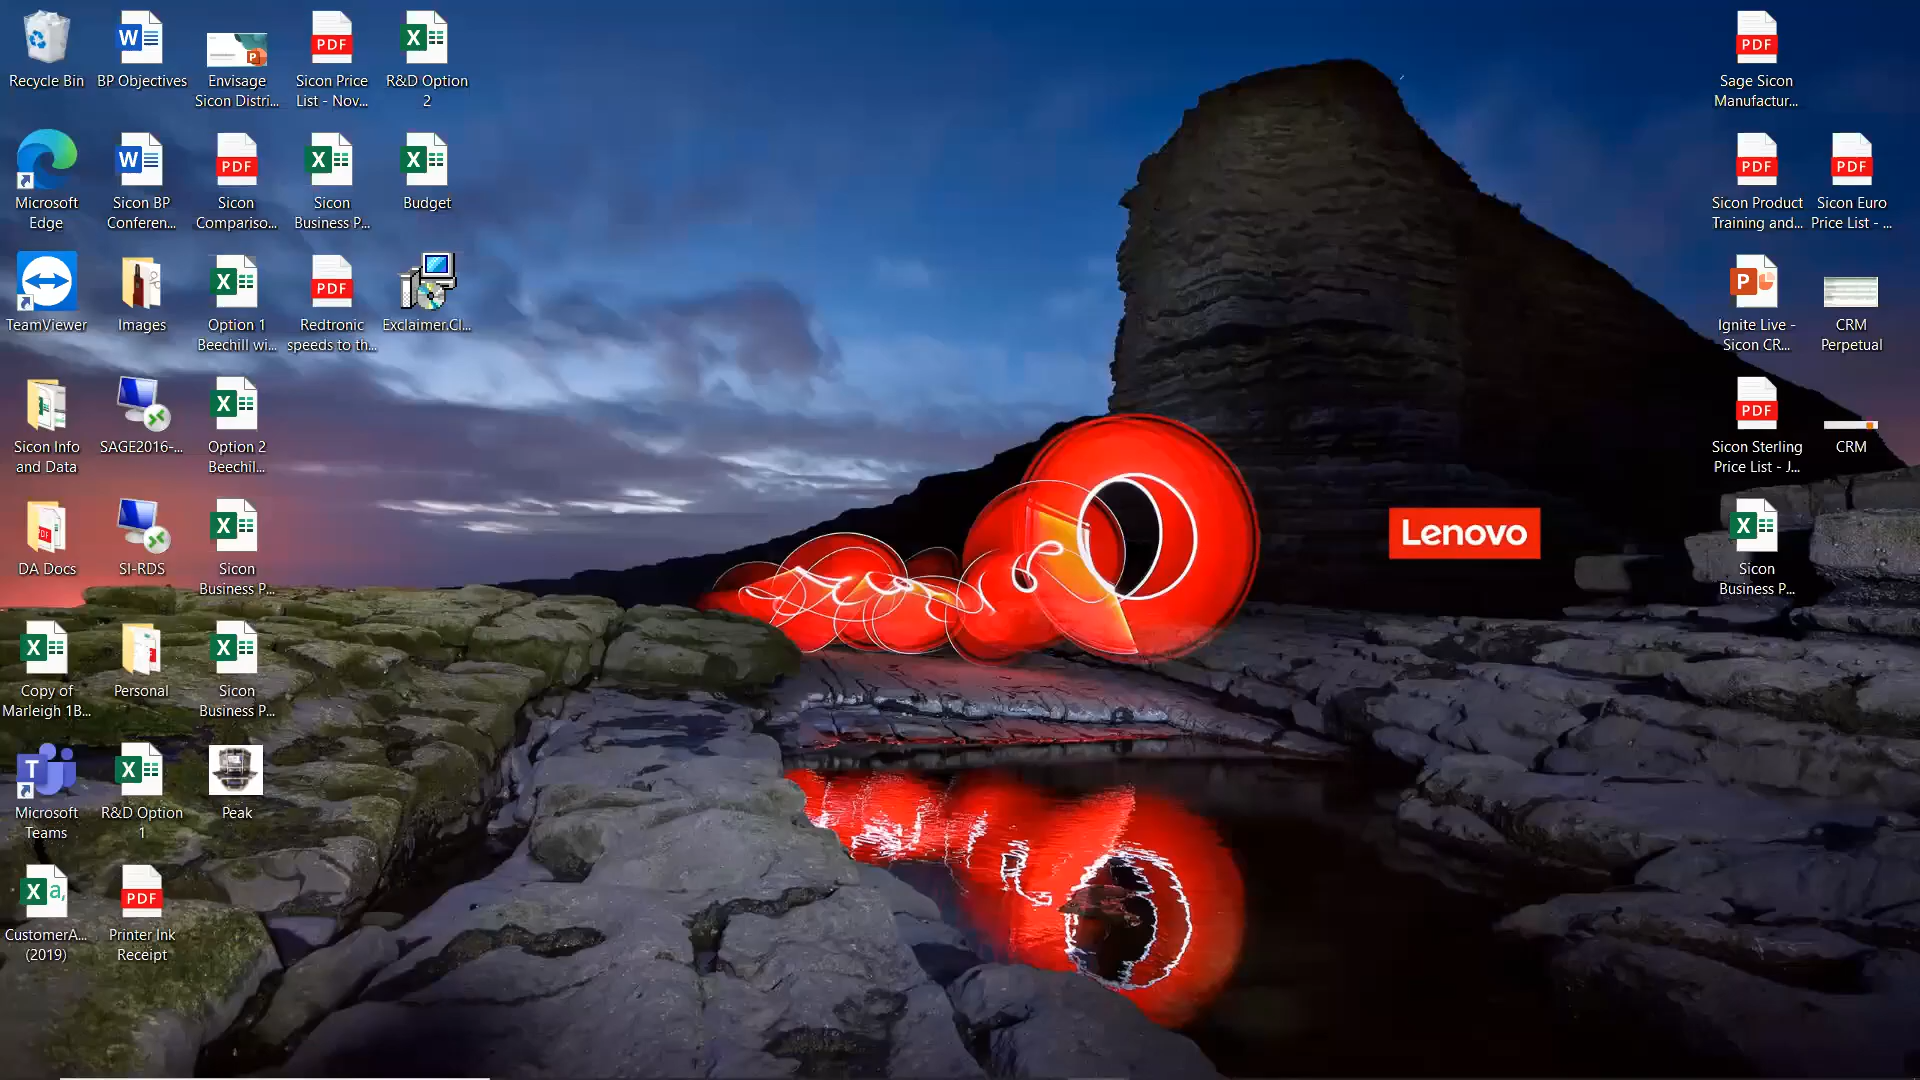 Recycle Bin
BP Objectives
Envisage
Sicon Distri...
Sicon Price
List - Nov...
R&D Option
2
Sage Sicon
Manufactur...
Microsoft
Edge
Sicon BP
Conferen...
Sicon
Compariso...
Sicon
Business P...
Budget
Sicon Product
Training and...
Sicon Euro
Price List - ...
TeamViewer
Images
Option 1
Beechill wi...
Redtronic
speeds to th...
Exclaimer.Cl...
Ignite Live -
Sicon CR...
CRM
Perpetual
Sicon Info
and Data
SAGE2016-...
Option 2
Beechil...
Sicon Sterling
Price List - J...
CRM
Lenovo
DA Docs
SI-RDS
Sicon
Business P...
Sicon
Business P...
Copy of
Marleigh 1B...
Personal
Sicon
Business P...
Microsoft
Teams
R&D Option
1
Peak
CustomerA...
(2019)
Printer Ink
Receipt